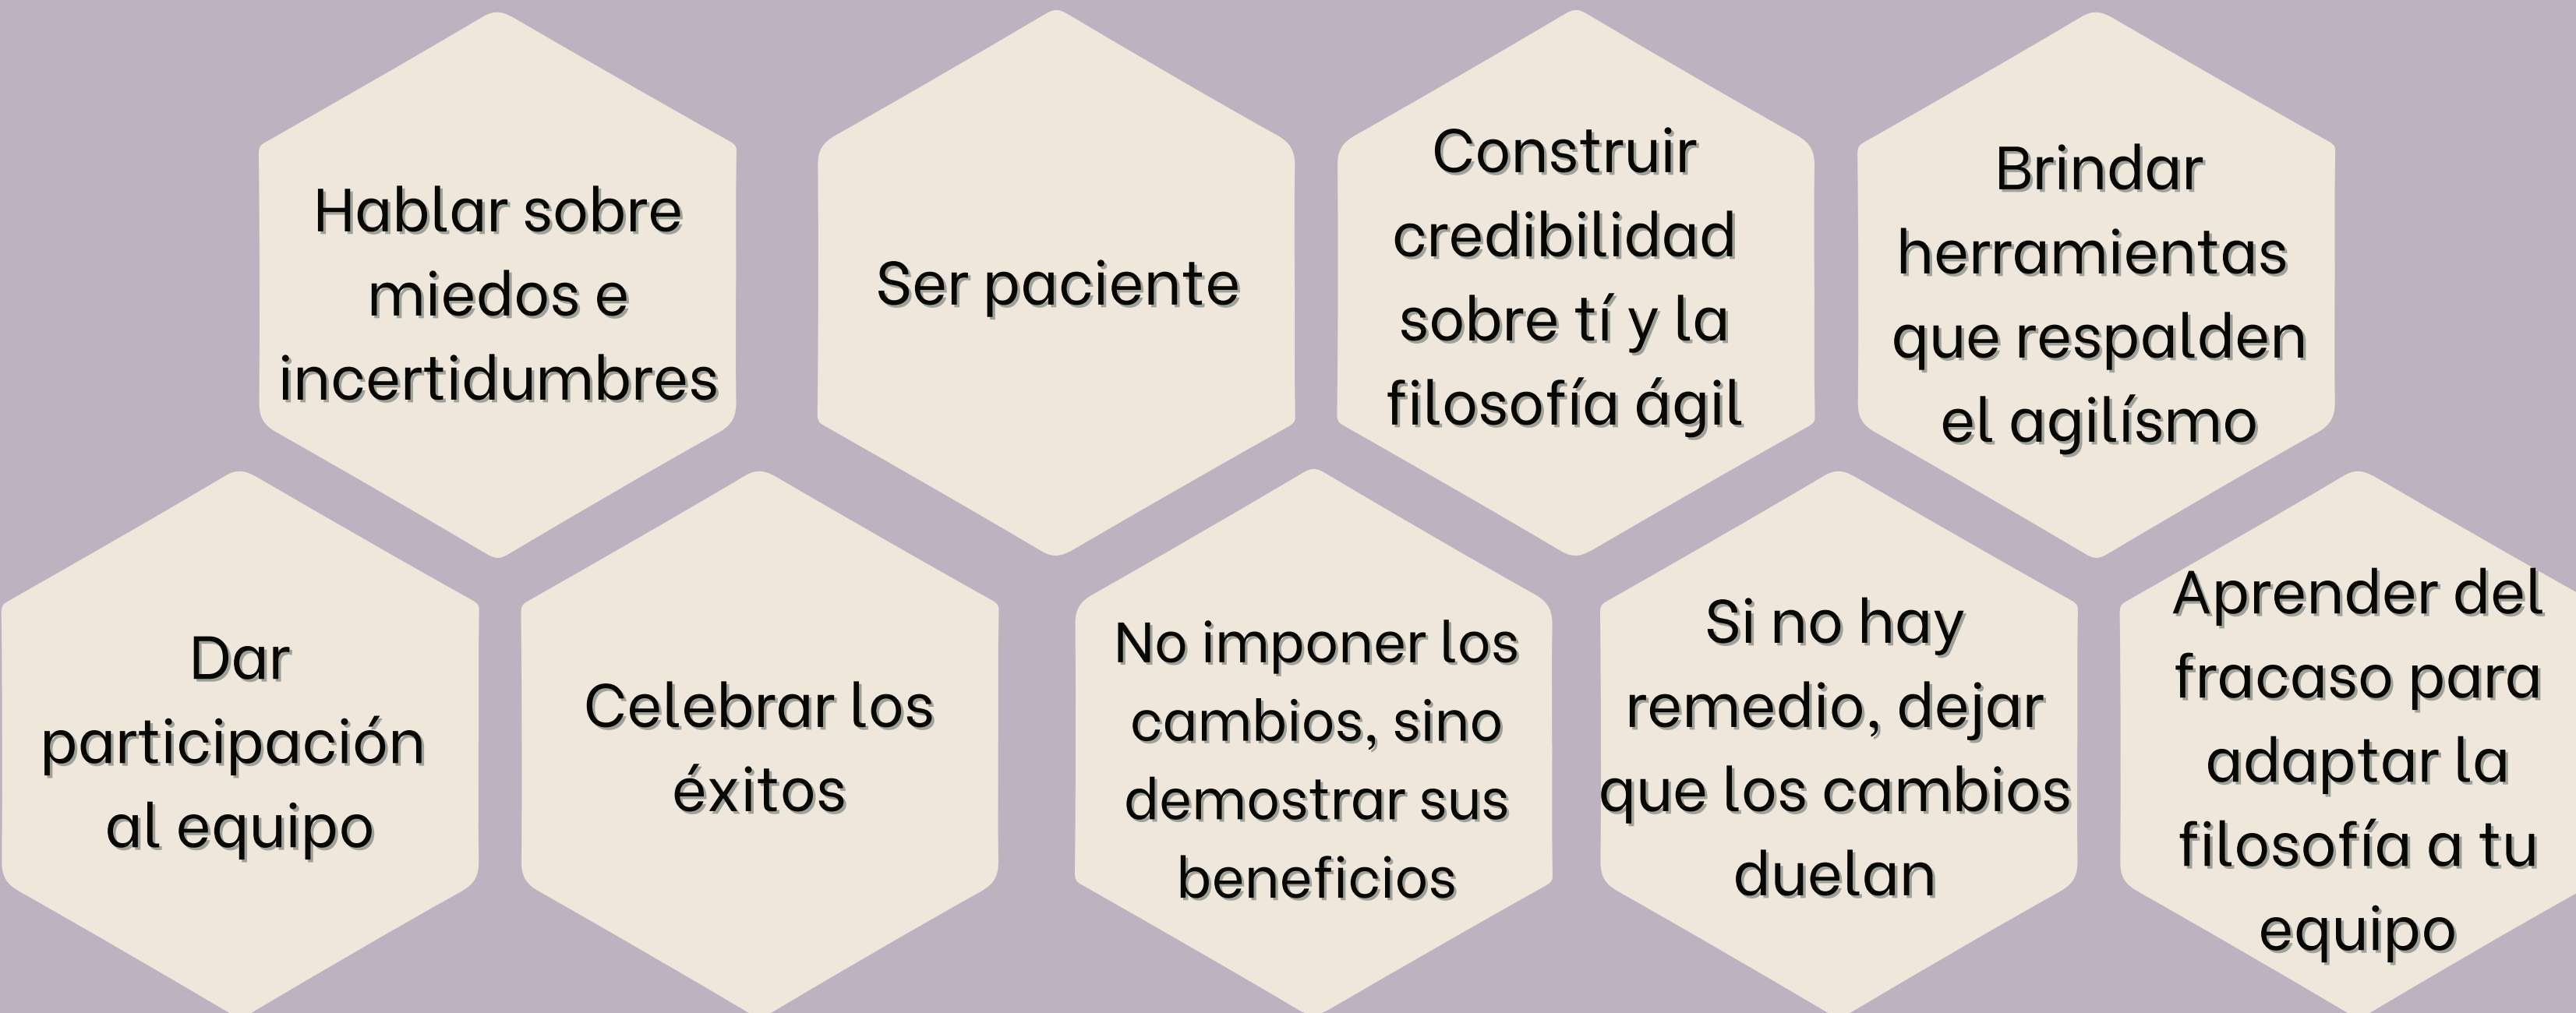 Hablar sobre
miedos e
incertidumbres
Ser paciente
Construir
credibilidad
sobre tí y la
filosofía ágil
Brindar
herramientas
que respalden
el agilísmo
Dar
participación
al equipo
Celebrar los
éxitos
No imponer los
cambios, sino
demostrar sus
beneficios
Si no hay
remedio, dejar
que los cambios
duelan
Aprender del
fracaso para
adaptar la
filosofía a tu
equipo